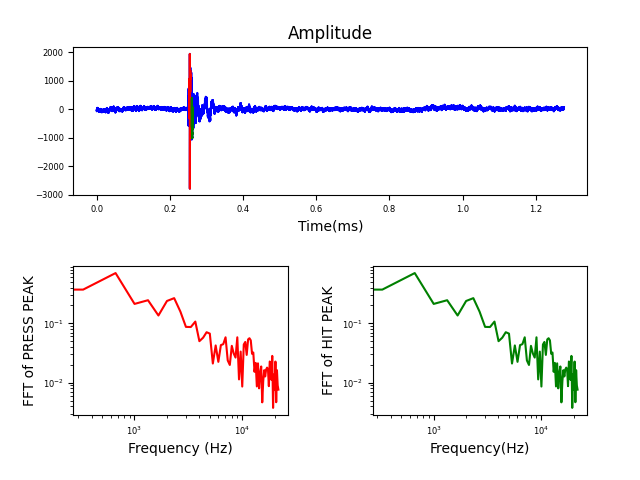 Amplitude
2000
1000
0
−1000
−2000
−3000
0.0 0.2 0.4 0.6 0.8 1.0 1.2
Time(ms)
FFT of PRESS PEAK
10⁻¹
10⁻²
10³ 10⁴
Frequency (Hz)
FFT of HIT PEAK
10⁻¹
10⁻²
10³ 10⁴
Frequency(Hz)